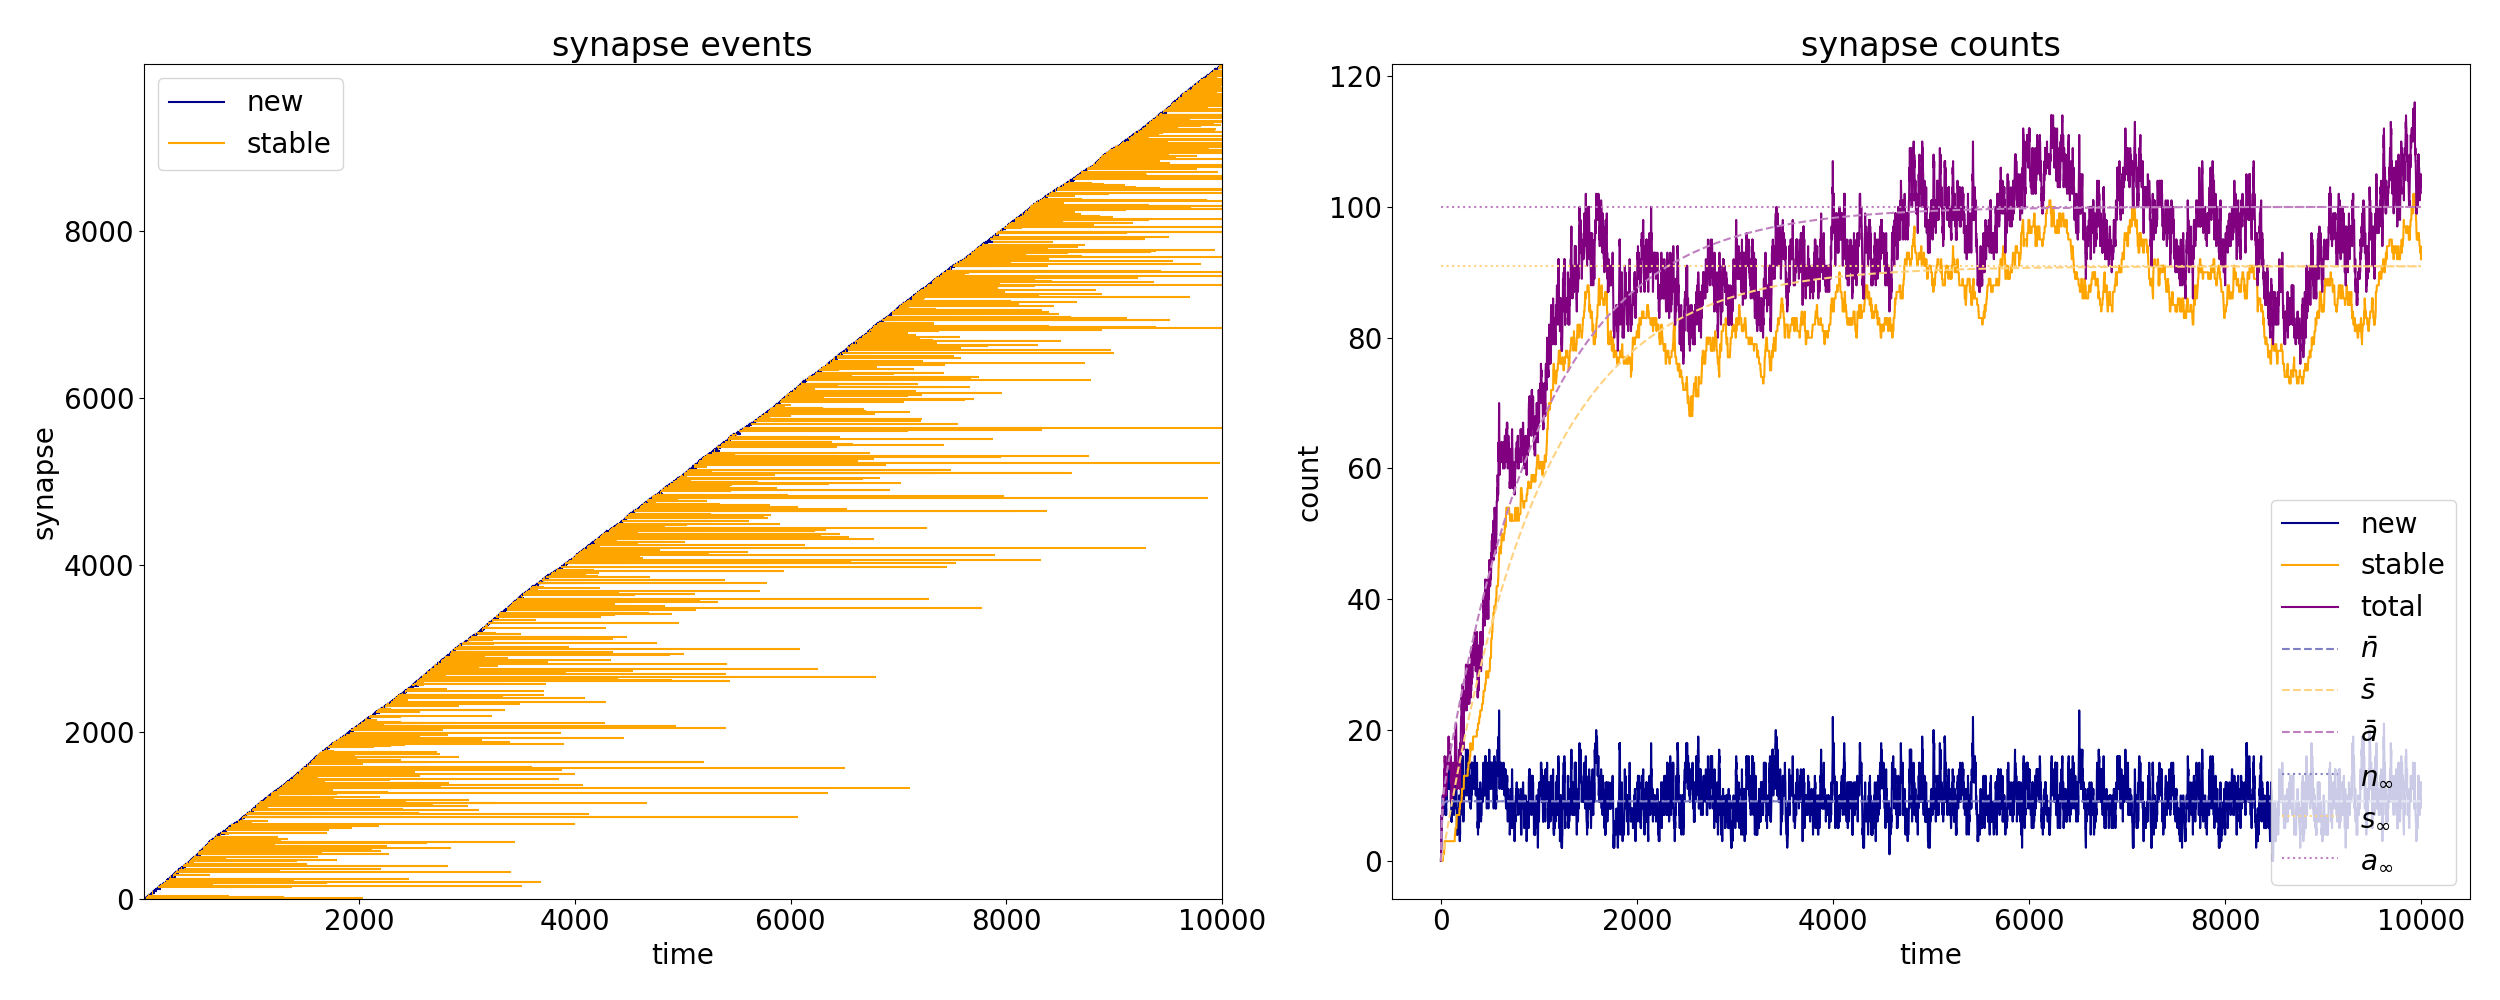 synapse events
new
stable
8000
6000
4000
2000
0
synapse
2000
4000
6000
8000
10000
time
synapse counts
120
100
80
60
40
20
0
count
new
stable
total
n̄
s̄
ā
n∞
s∞
a∞
0
2000
4000
6000
8000
10000
time